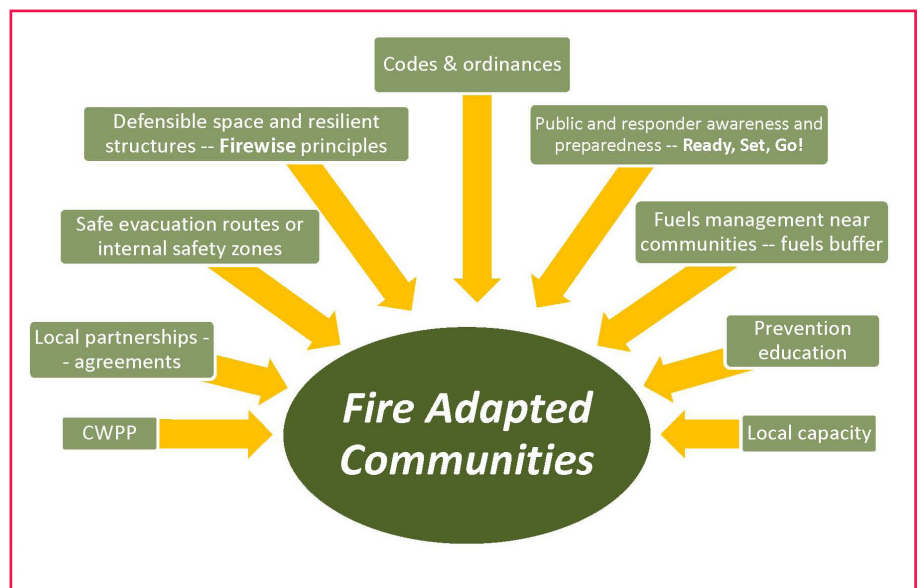 Codes & ordinances
Defensible space and resilient
structures -- Firewise principles
Public and responder awareness and
preparedness -- Ready, Set, Go!
Safe evacuation routes or
internal safety zones
Fuels management near
communities -- fuels buffer
Local partnerships -
- agreements
Prevention
education
CWPP
Local capacity
Fire Adapted
Communities